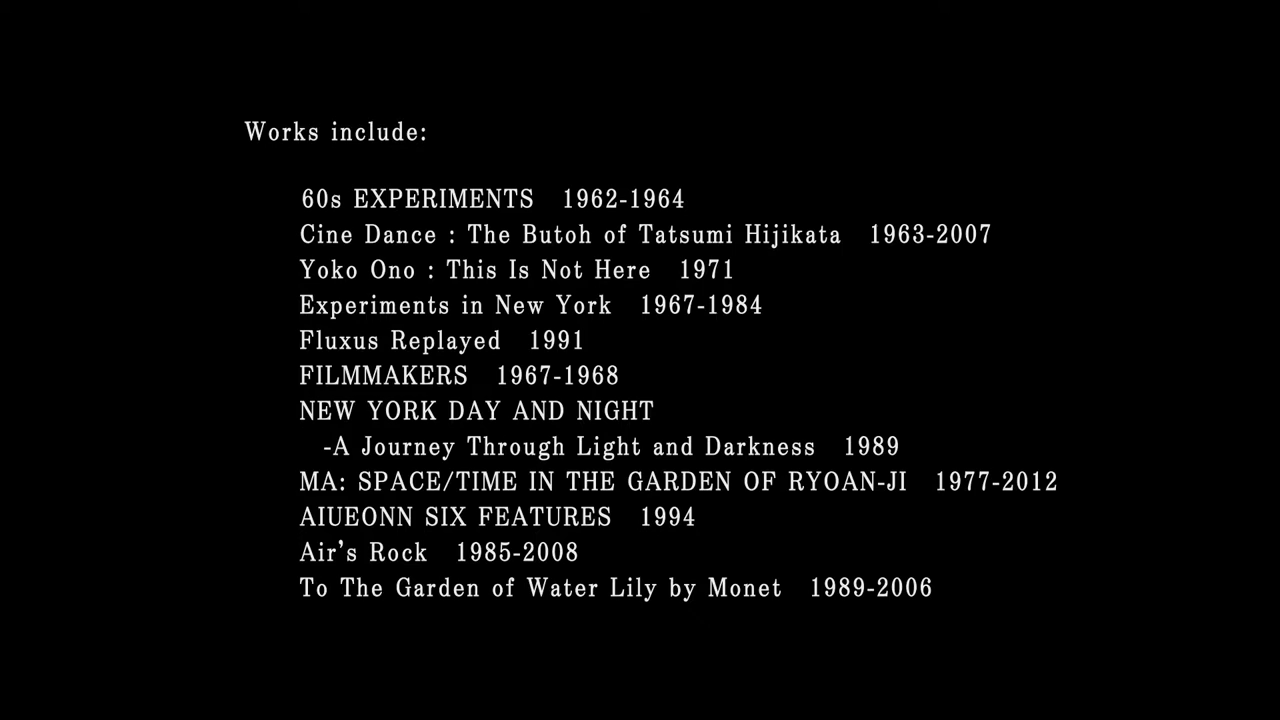 Works include:
60s EXPERIMENTS 1962-1964
Cine Dance : The Butoh of Tatsumi Hijikata 1963-2007
Yoko Ono : This Is Not Here 1971
Experiments in New York 1967-1984
Fluxus Replayed 1991
FILMMAKERS 1967-1968
NEW YORK DAY AND NIGHT
-A Journey Through Light and Darkness 1989
MA: SPACE/TIME IN THE GARDEN OF RYOAN-JI 1977-2012
AIUEONN SIX FEATURES 1994
Air’s Rock 1985-2008
To The Garden of Water Lily by Monet 1989-2006